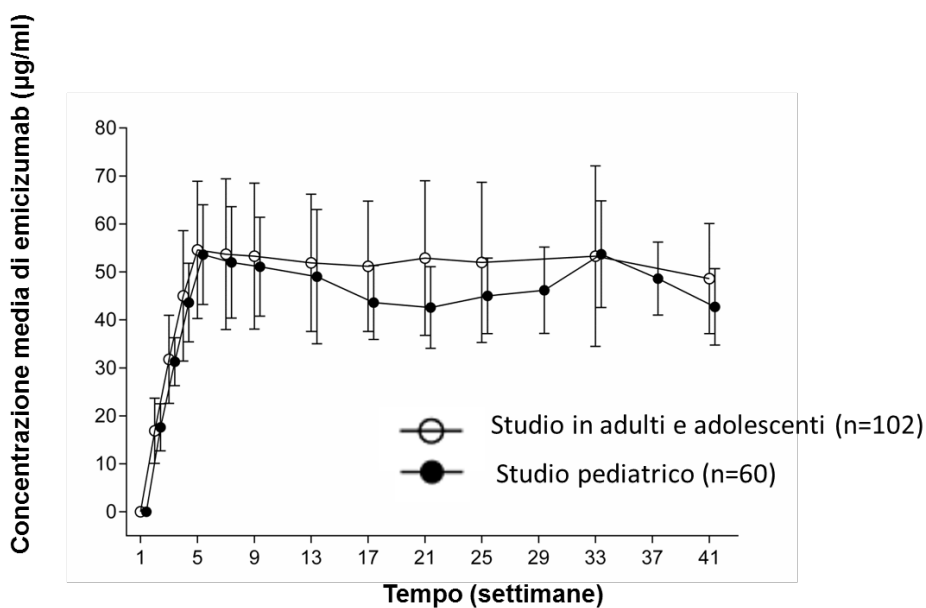 Concentrazione media di emicizumab (µg/ml)
80
70
60
50
40
30
20
10
0
Studio in adulti e adolescenti (n=102)
Studio pediatrico (n=60)
1 5 9 13 17 21 25 29 33 37 41
Tempo (settimane)